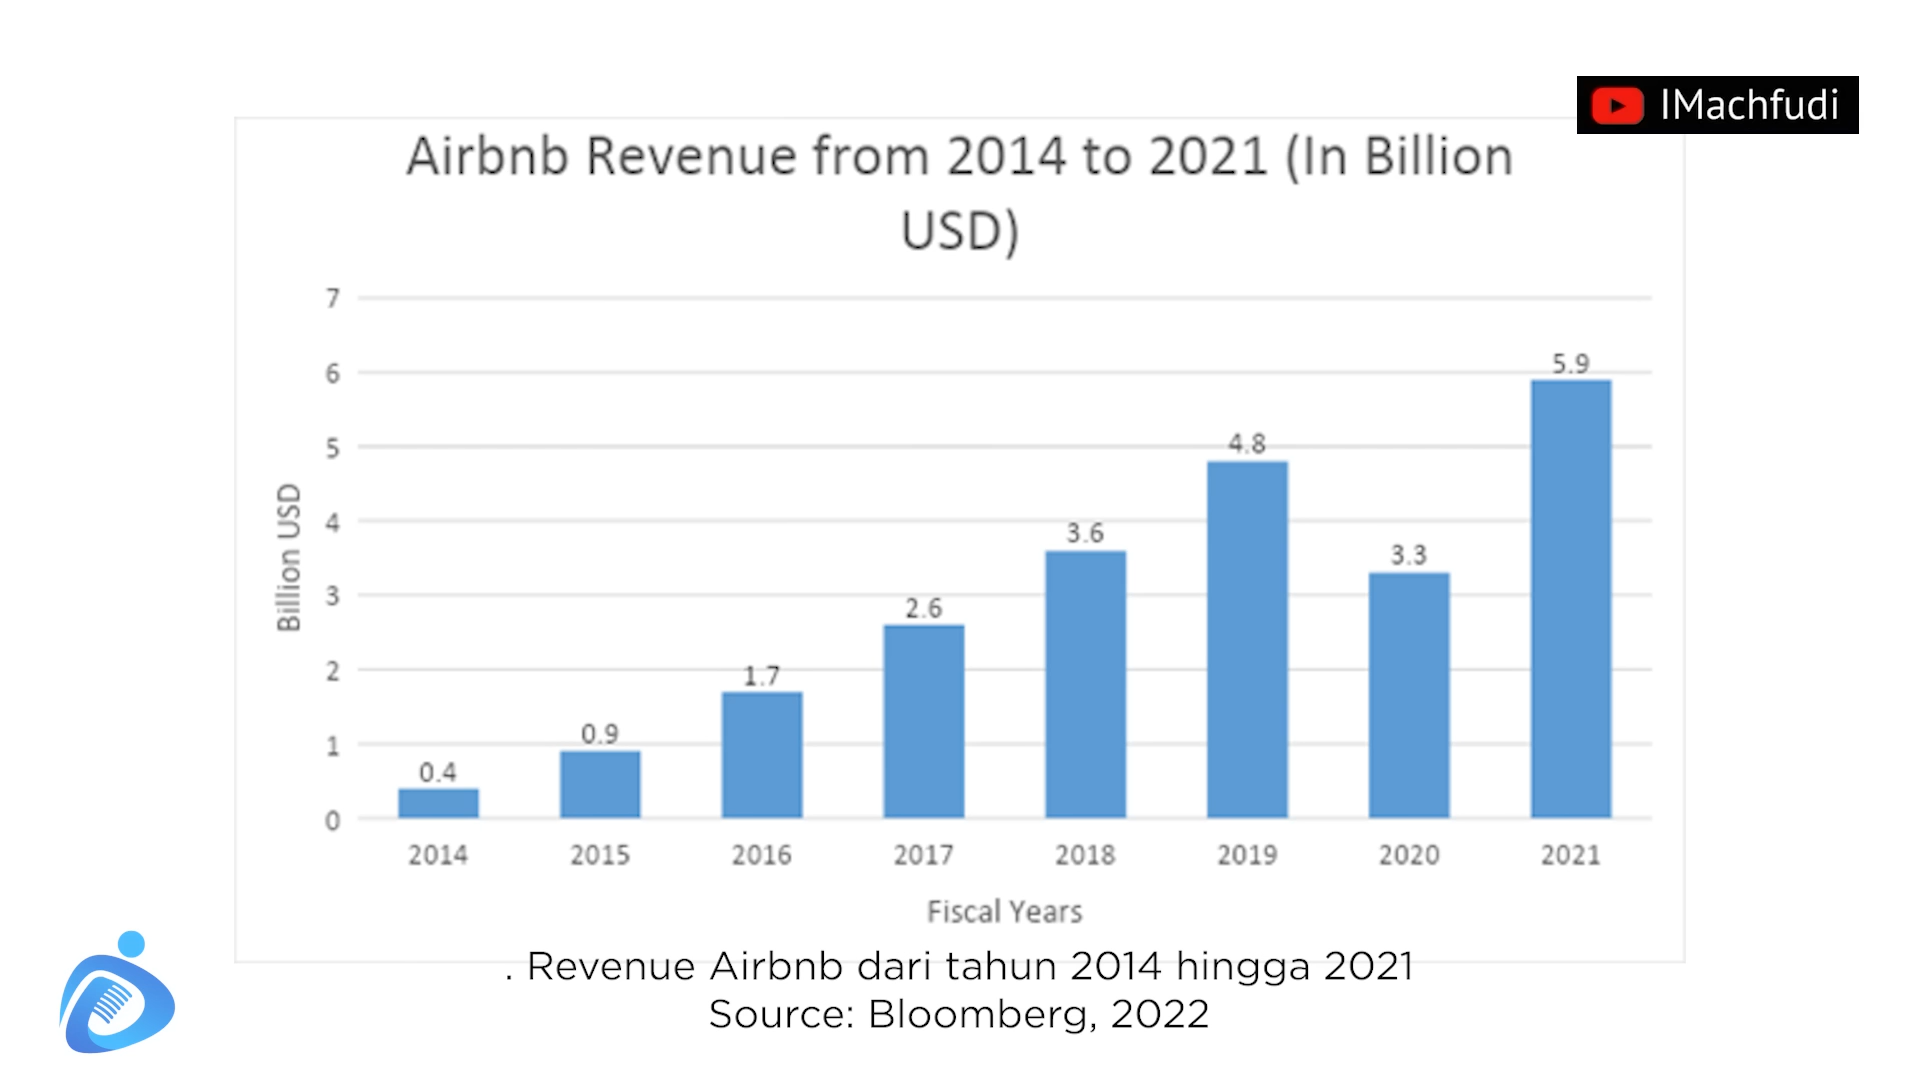 IMachfudi
Airbnb Revenue from 2014 to 2021 (In Billion
USD)
7
6
5
4
3
2
1
0
Billion USD
0.4
0.9
1.7
2.6
3.6
4.8
3.3
5.9
2014 2015 2016 2017 2018 2019 2020 2021
Fiscal Years
. Revenue Airbnb dari tahun 2014 hingga 2021
Source: Bloomberg, 2022